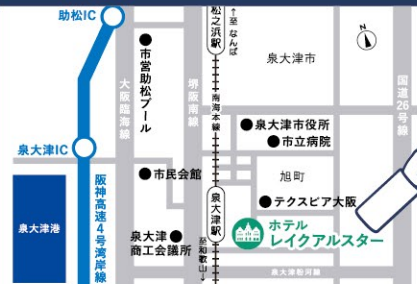 助松IC
松之浜駅
↑至 なんば
N
市営助松プール
大阪臨海線
堺阪南線
南海本線
泉大津市
国道26号線
泉大津市役所
市立病院
泉大津IC
市民会館
旭町
テクスピア大阪
阪神高速4号湾岸線
泉大津港
泉大津
商工会議所
泉大津駅
至和歌山↓
ホテル
レイクアルスター
泉大津粉河線